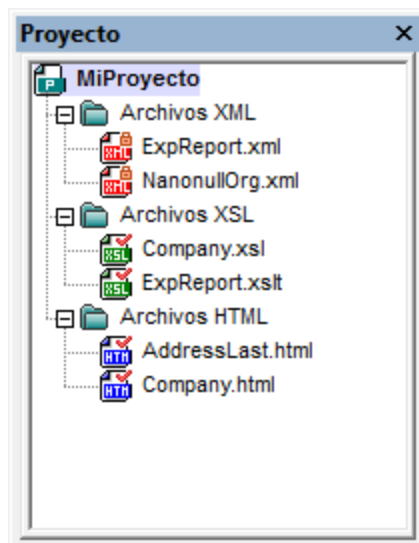 Proyecto
MiProyecto
Archivos XML
ExpReport.xml
NanonullOrg.xml
Archivos XSL
Company.xsl
ExpReport.xslt
Archivos HTML
AddressLast.html
Company.html